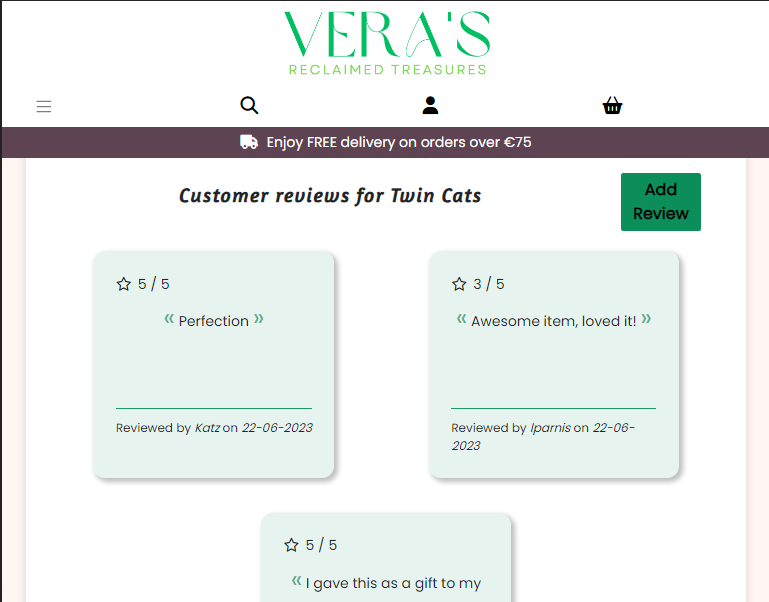 VERA'S
RECLAIMED TREASURES
Enjoy FREE delivery on orders over €75
Customer reviews for Twin Cats
Add
Review
5 / 5
« Perfection »
Reviewed by Katz on 22-06-2023
3 / 5
« Awesome item, loved it! »
Reviewed by lparnis on 22-06-
2023
5 / 5
« I gave this as a gift to my